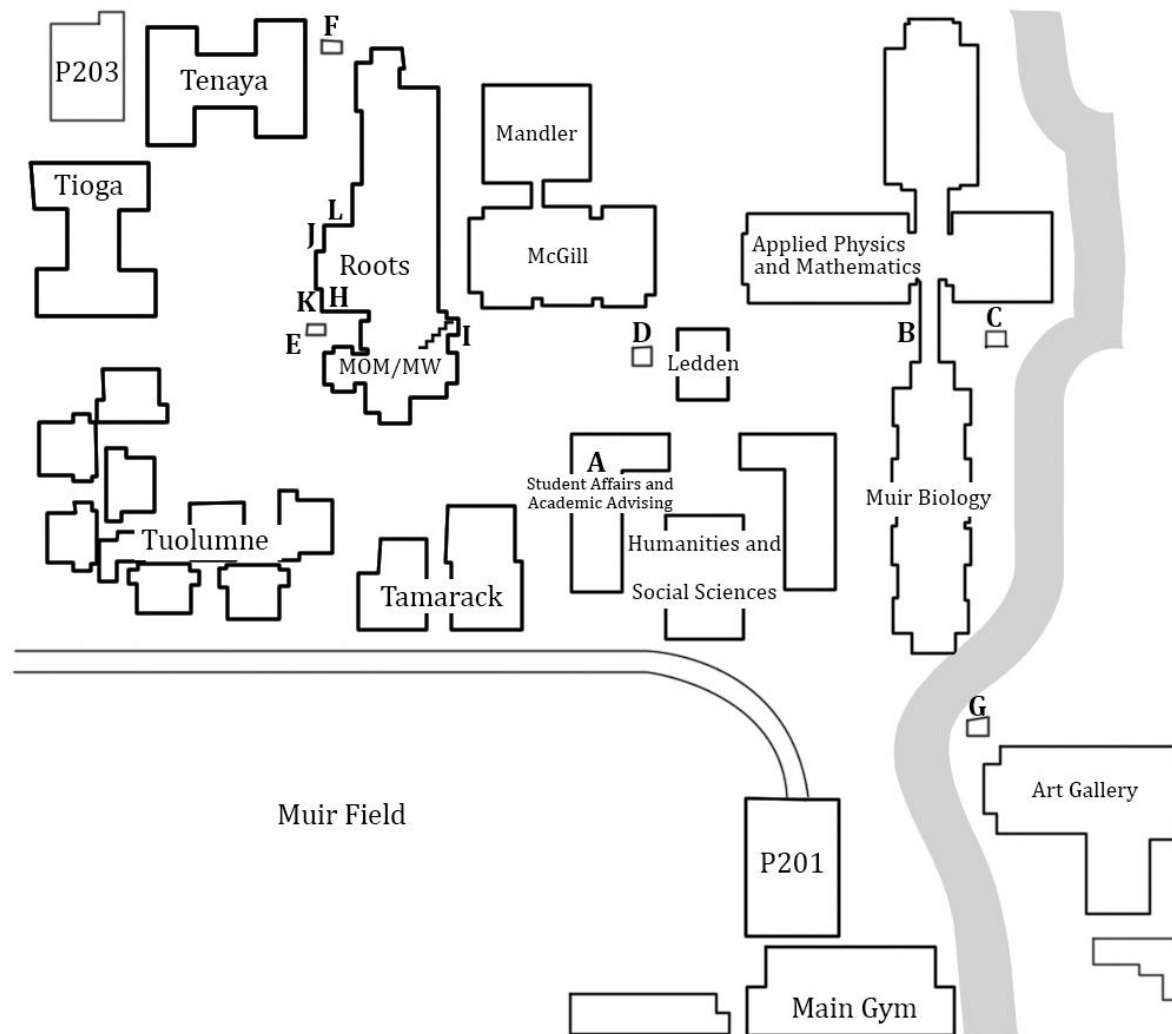 F
P203
Tenaya
Mandler
Tioga
L
J
Roots
McGill
Applied Physics
and Mathematics
K
H
E
I
MOM/MW
D
Ledden
B
C
A
Student Affairs and
Academic Advising
Muir Biology
Tuolumne
Humanities and
Social Sciences
Tamarack
G
Art Gallery
Muir Field
P201
Main Gym